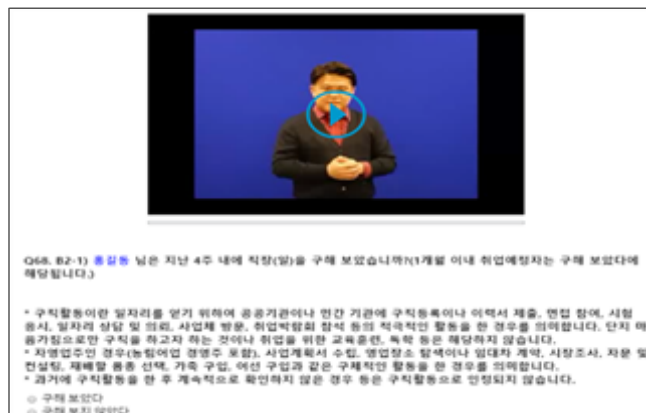 Q68. B2-1) 홍길동 님은 지난 4주 내에 직장(일)을 구해 보았습니까?(1개월 이내 취업예정자는 구해 보았다에
해당됩니다.)
* 구직활동이란 일자리를 얻기 위하여 공공기관이나 민간 기관에 구직등록이나 이력서 제출, 면접 참여, 시험
응시, 일자리 상담 및 의뢰, 사업체 방문, 취업박람회 참석 등의 적극적인 활동을 한 경우를 의미합니다. 단지 마
음가짐으로만 구직을 하고자 하는 것이나 취업을 위한 교육훈련, 독학 등은 해당하지 않습니다.
* 자영업주인 경우(농림어업 경영주 포함), 사업계획서 수립, 영업장소 탐색이나 임대차 계약, 시장조사, 자문 및
컨설팅, 재배할 품종 선택, 가축 구입, 어선 구입과 같은 구체적인 활동을 한 경우를 의미합니다.
* 과거에 구직활동을 한 후 계속적으로 확인하지 않은 경우 등은 구직활동으로 인정되지 않습니다.
구해 보았다
구해 보지 않았다